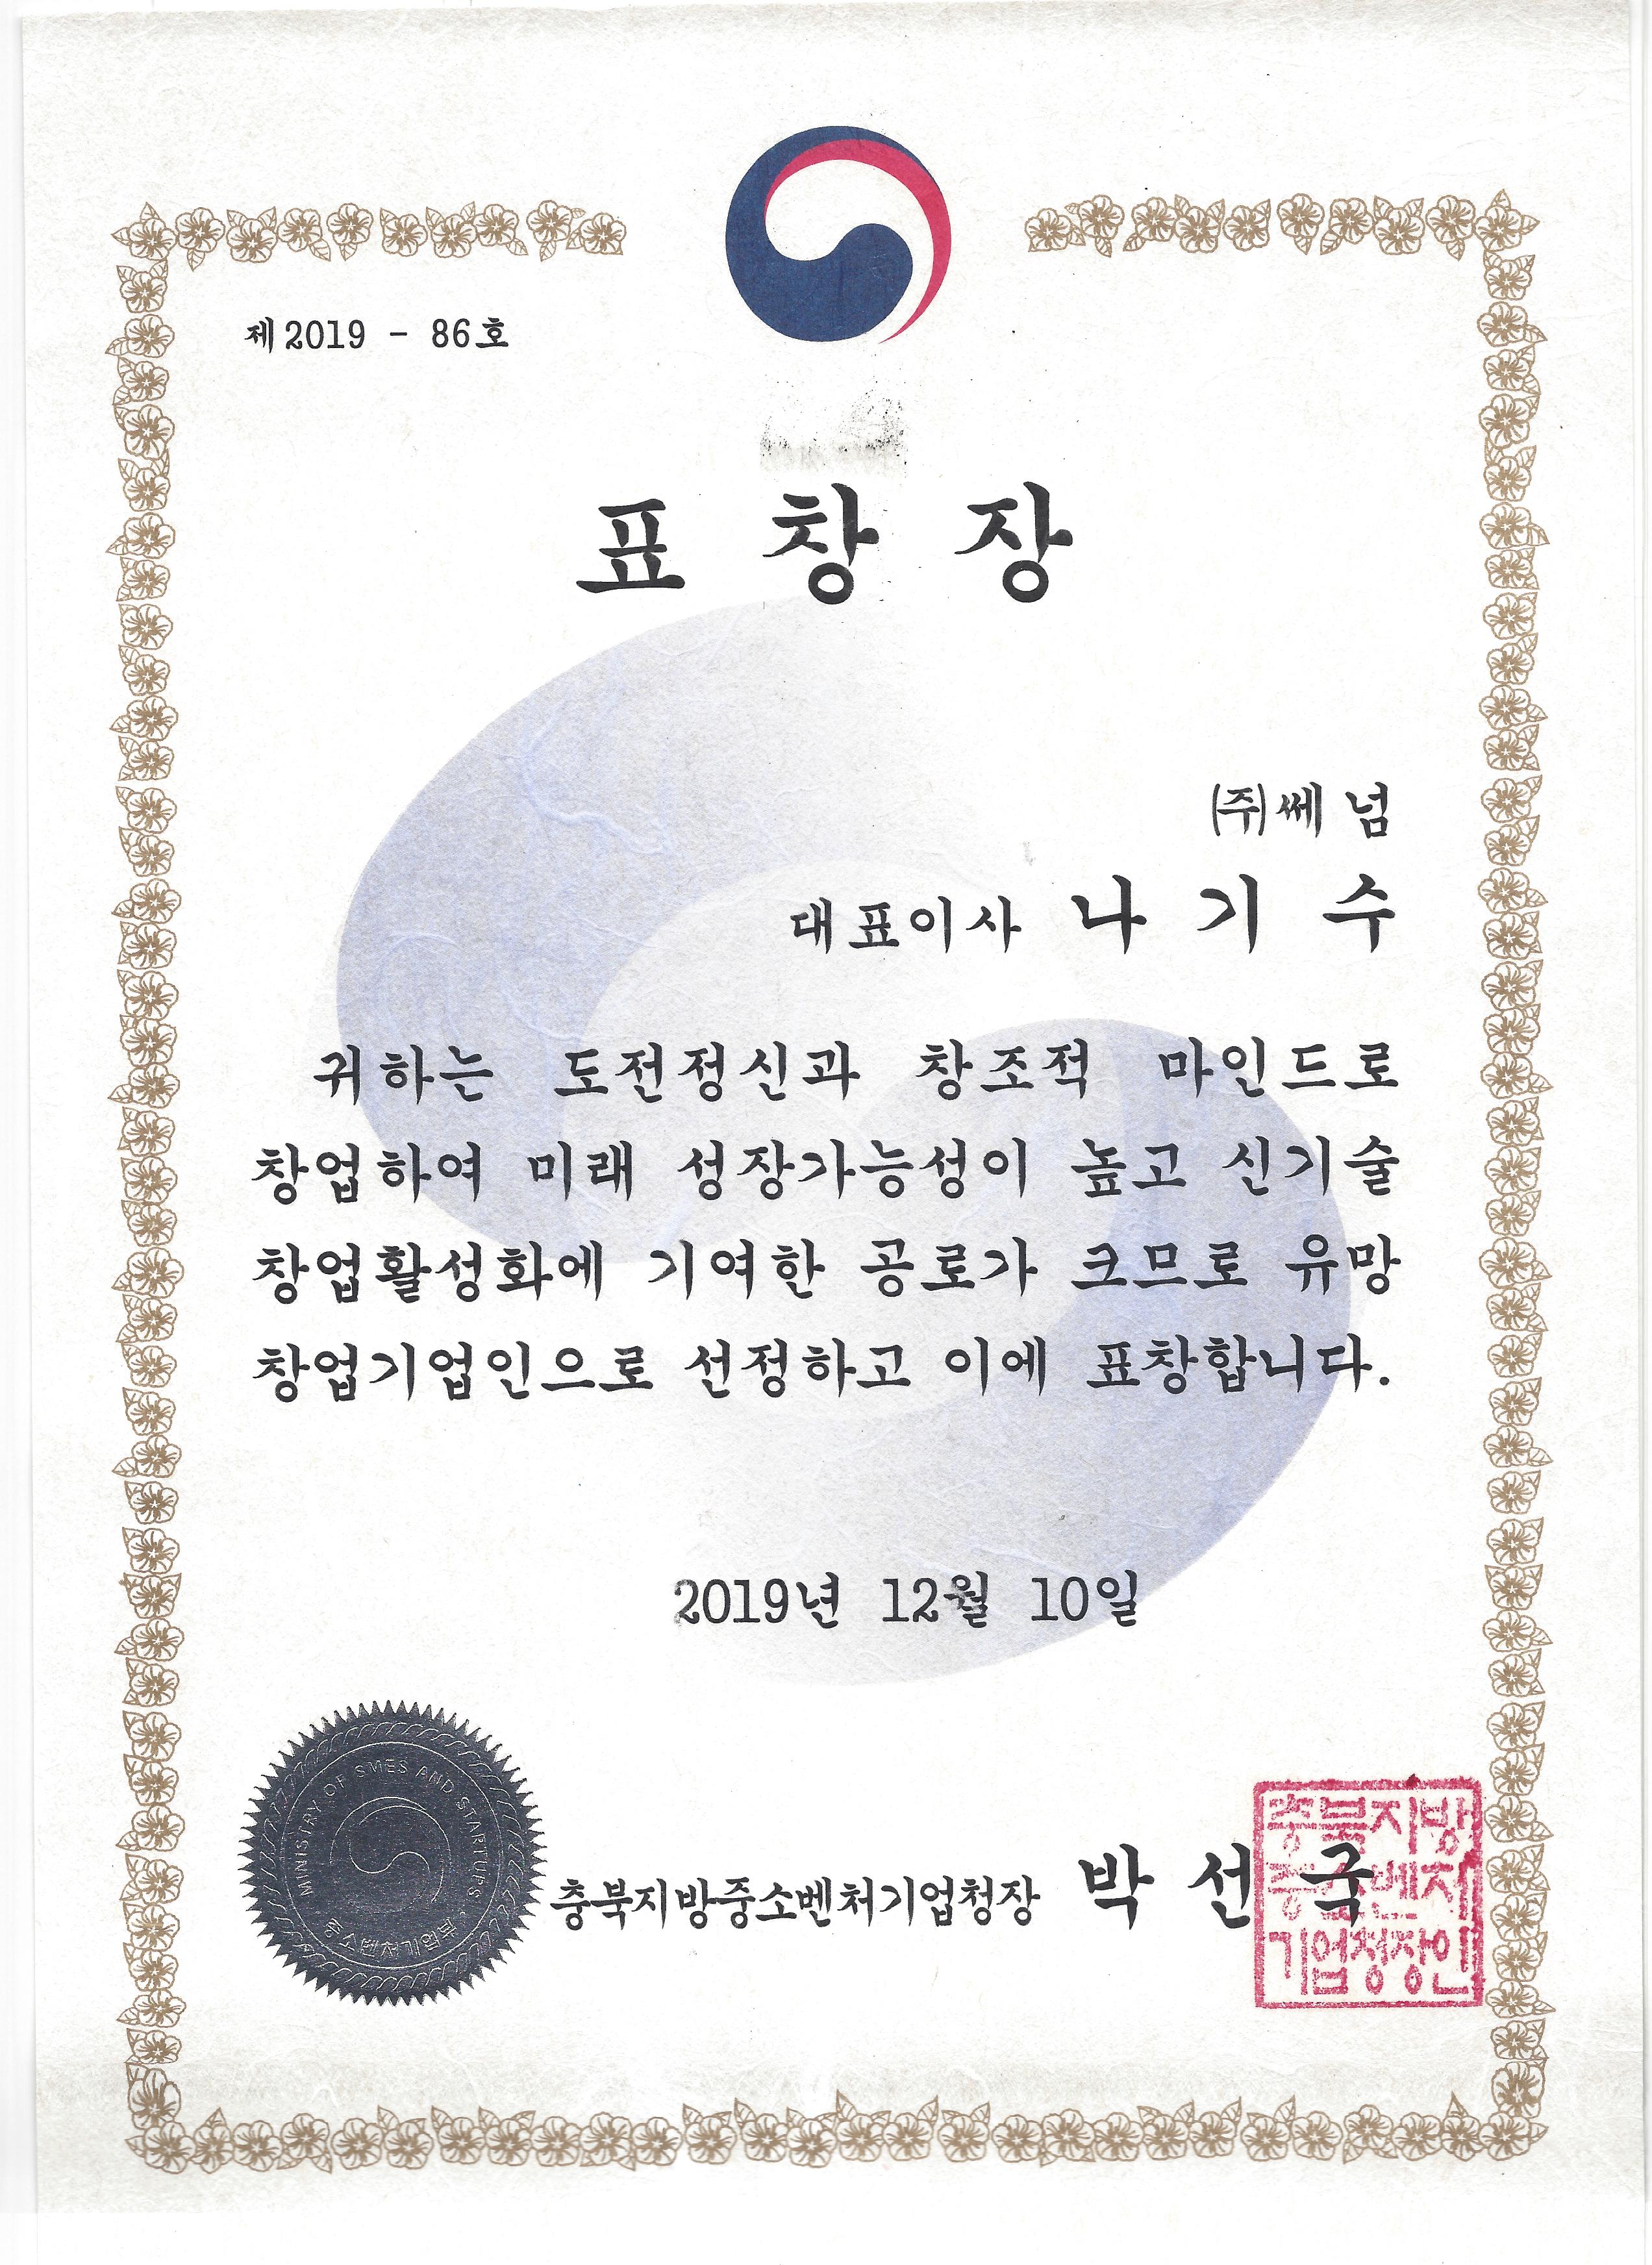 제2019 - 86호
표 창 장
(주)쎄 넘
대표이사 나 기 수
귀하는 도전정신과 창조적 마인드로
창업하여 미래 성장가능성이 높고 신기술
창업활성화에 기여한 공로가 크므로 유망
창업기업인으로 선정하고 이에 표창합니다.
2019년 12월 10일
MINISTRY OF SMES AND STARTUPS
중소벤처기업부
충북지방중소벤처기업청장 박 선 국
충북지방
중소벤처
기업청장인